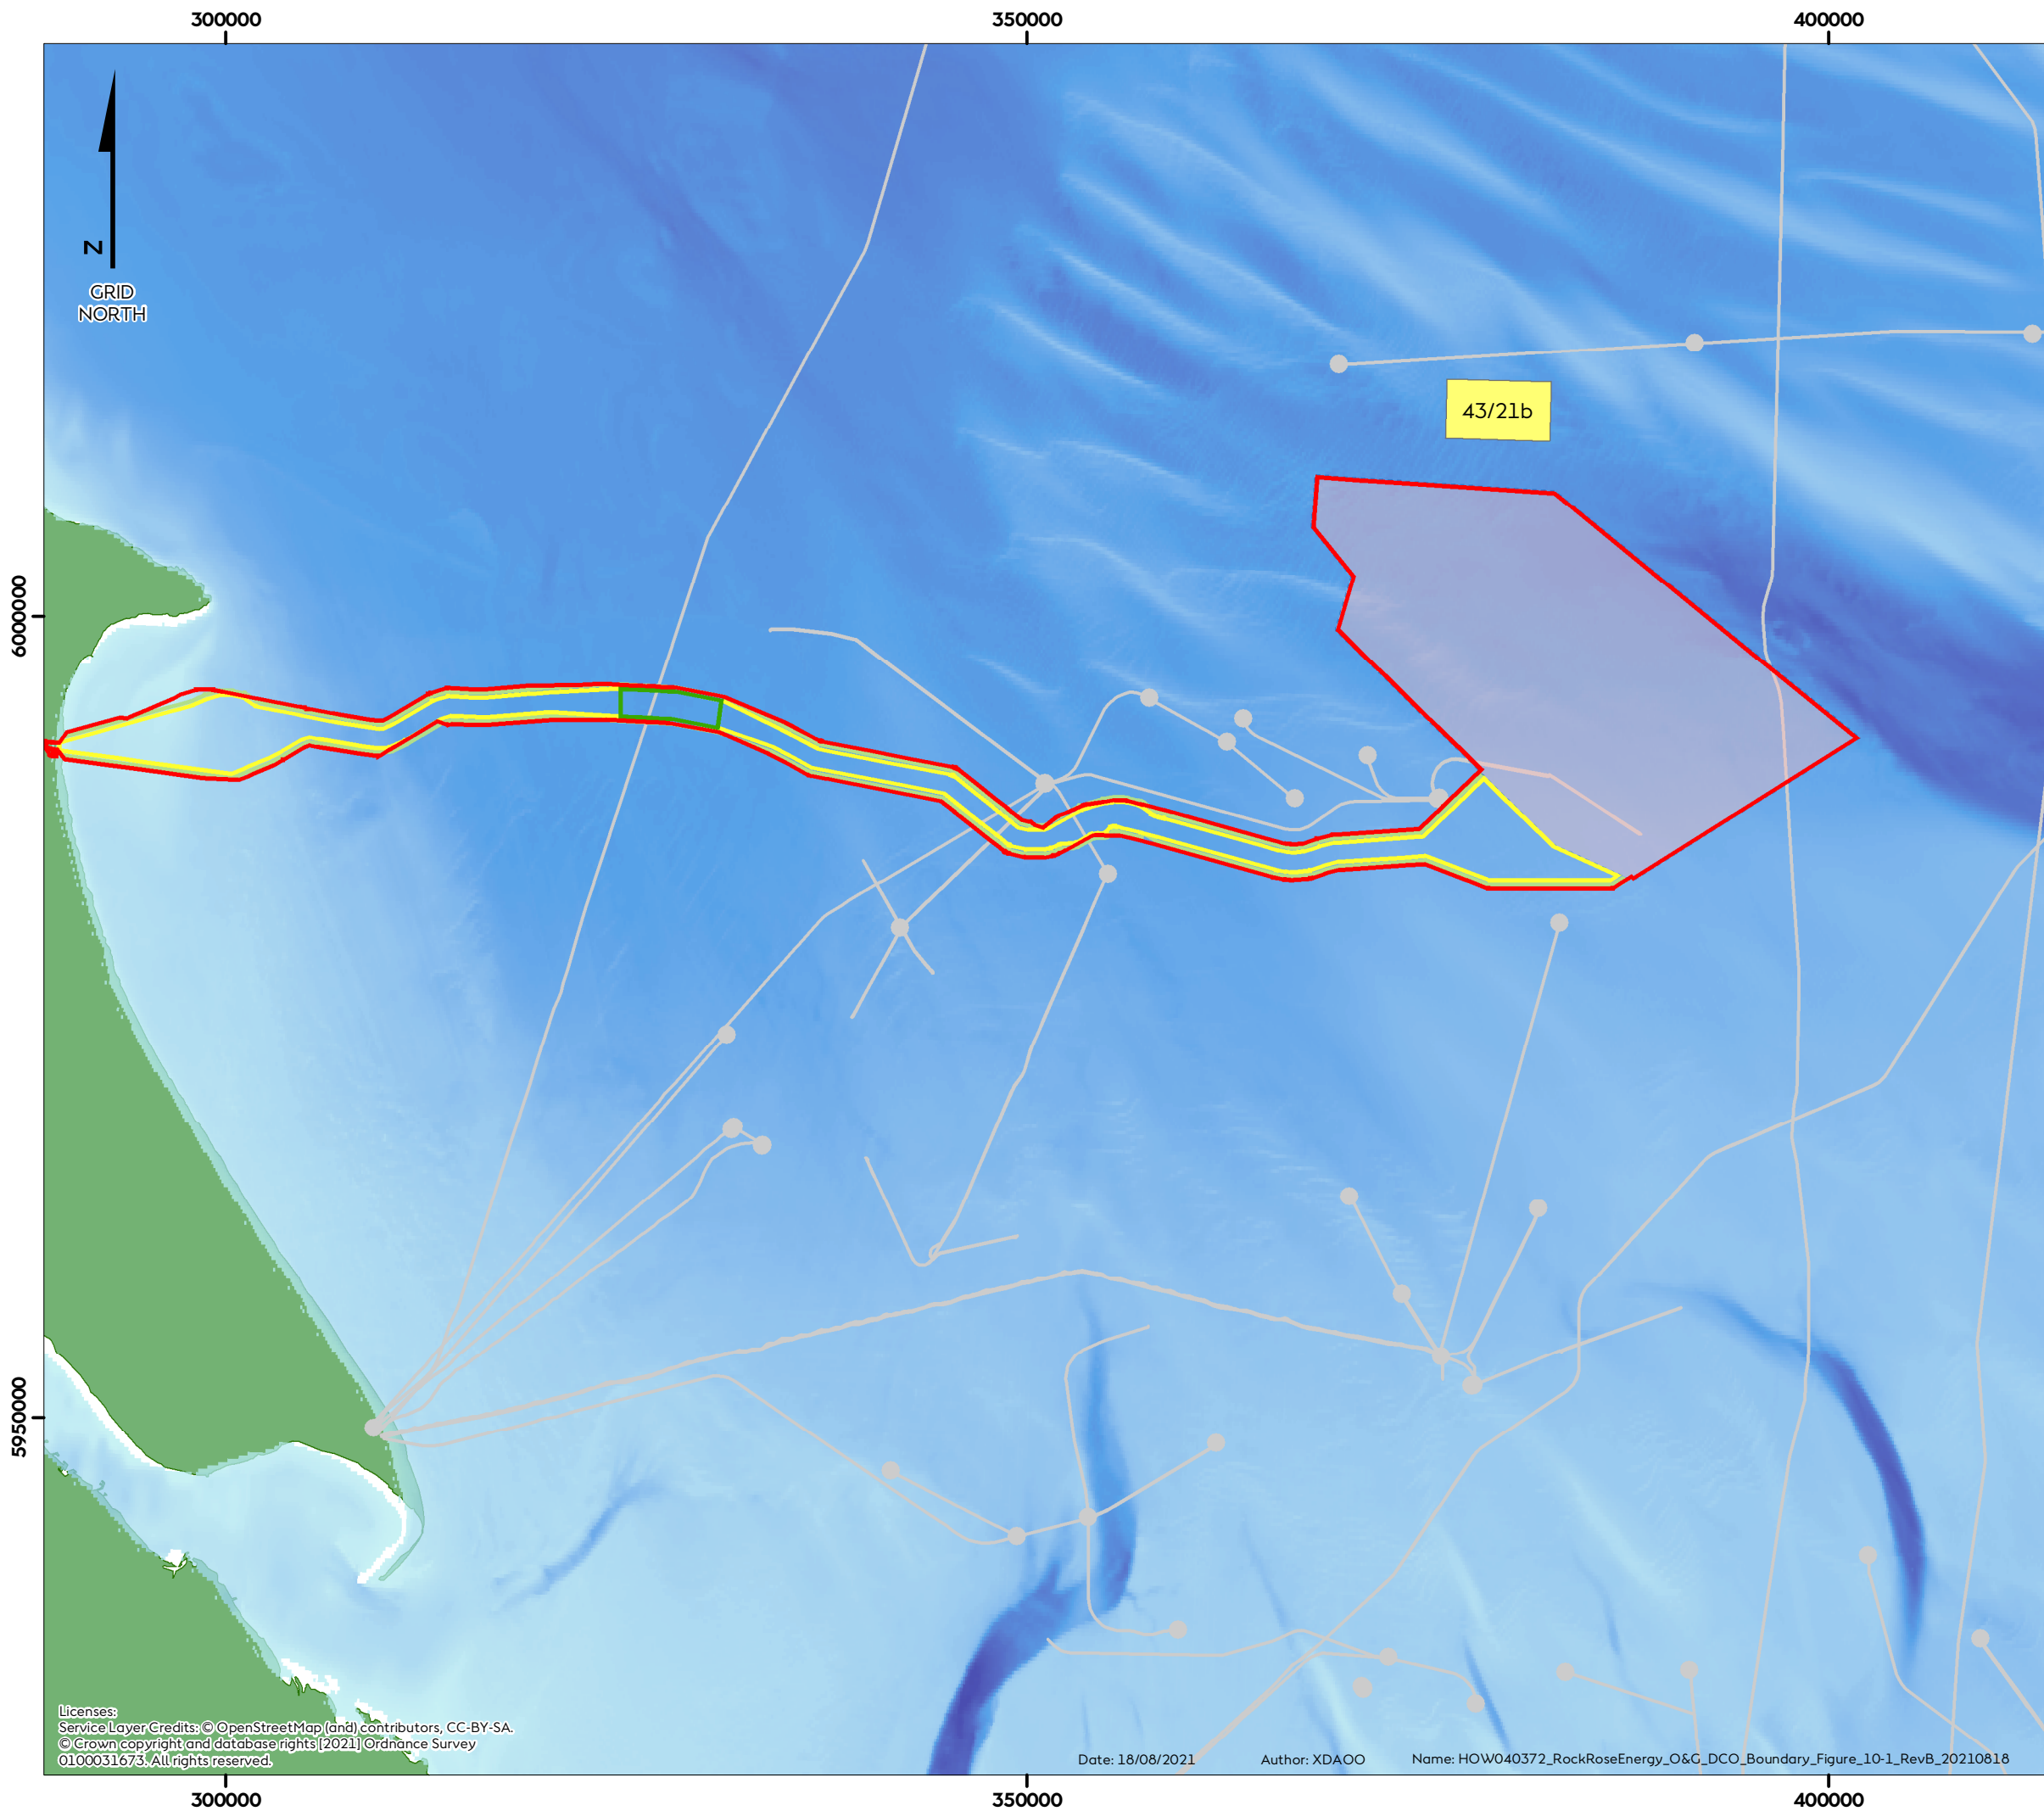 300000 350000 400000
N
GRID
NORTH
43/21b
6000000
5950000
Licenses:
Service Layer Credits: © OpenStreetMap (and) contributors, CC-BY-SA.
© Crown copyright and database rights [2021] Ordnance Survey
0100031673. All rights reserved.
Date: 18/08/2021 Author: XDAOO Name: HOW040372_RockRoseEnergy_O&G_DCO_Boundary_Figure_10-1_RevB_20210818
300000 350000 400000